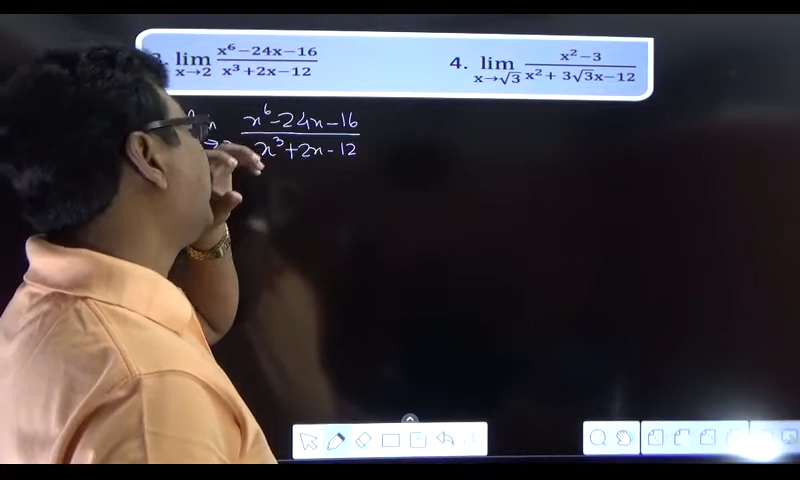 lim x→2 x⁶−24x−16 / x³+2x−12
4. lim x→√3 x²−3 / x²+ 3√3x−12
x⁶-24x-16 / x³+2x-12